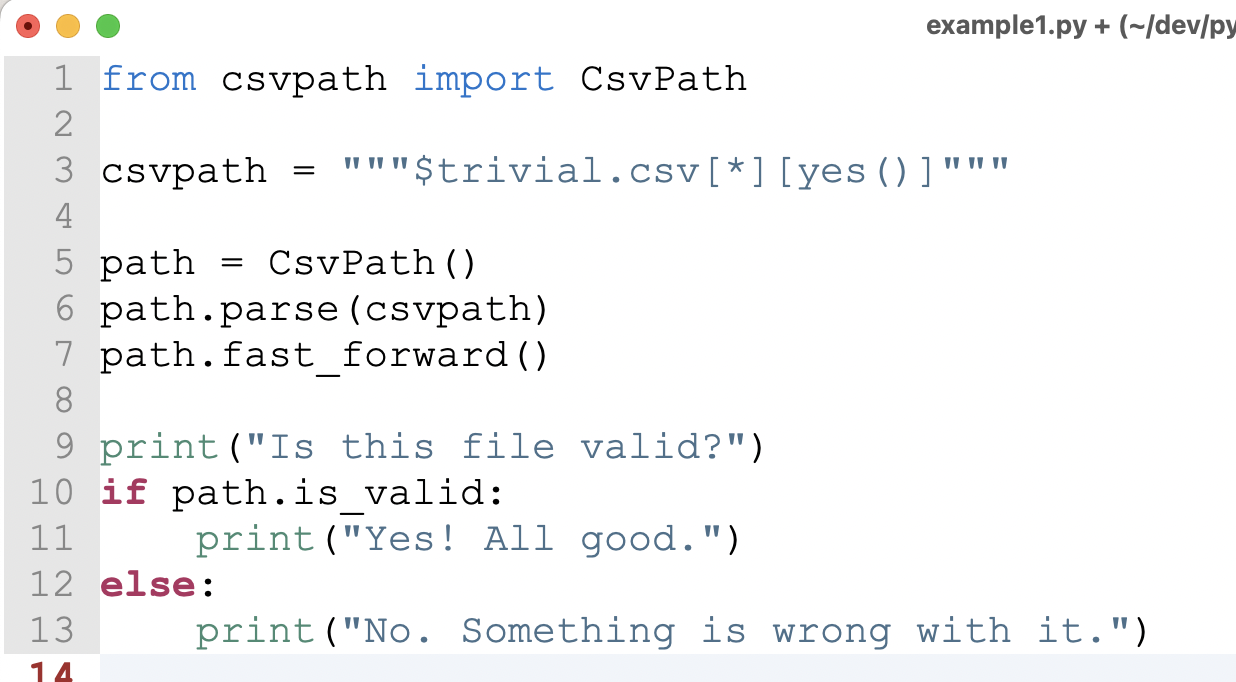 example1.py + (~/dev/py
1 from csvpath import CsvPath
2
3 csvpath = """$trivial.csv[*][yes()]"""
4
5 path = CsvPath()
6 path.parse(csvpath)
7 path.fast_forward()
8
9 print("Is this file valid?")
10 if path.is_valid:
11     print("Yes! All good.")
12 else:
13     print("No. Something is wrong with it.")
14